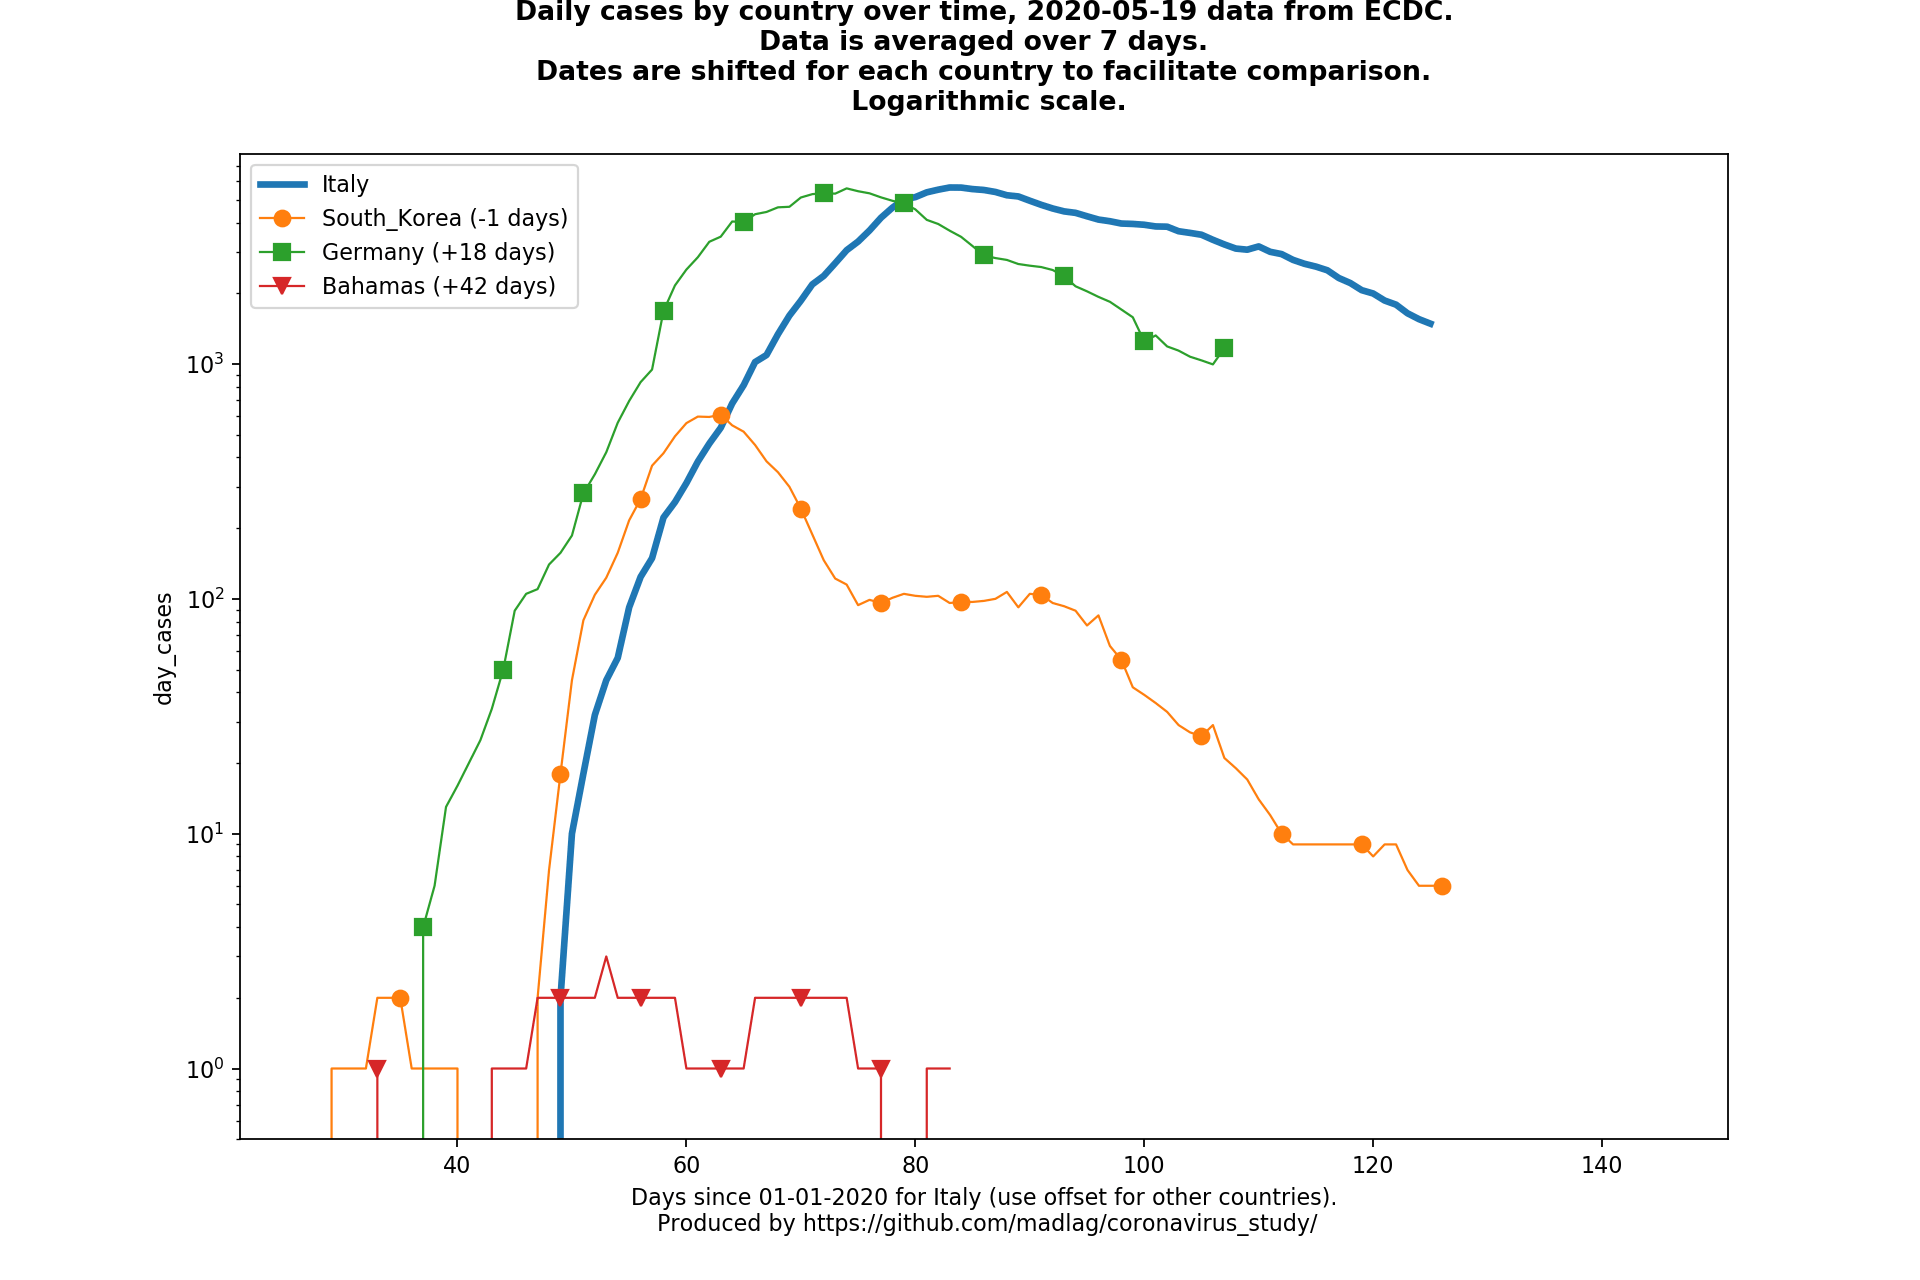 Daily cases by country over time, 2020-05-19 data from ECDC.
Data is averaged over 7 days.
Dates are shifted for each country to facilitate comparison.
Logarithmic scale.
Italy
South_Korea (-1 days)
Germany (+18 days)
Bahamas (+42 days)
day_cases
10³
10²
10¹
10⁰
40
60
80
100
120
140
Days since 01-01-2020 for Italy (use offset for other countries).
Produced by https://github.com/madlag/coronavirus_study/